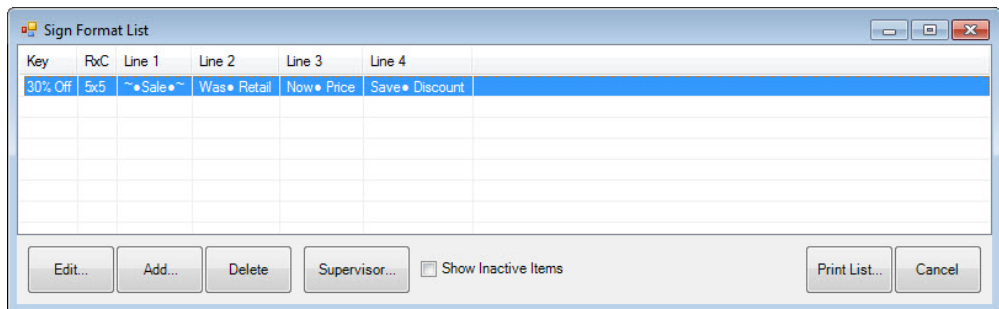 Sign Format List
Key RxC Line 1 Line 2 Line 3 Line 4
30% Off 5x5 ~●Sale●~ Was● Retail Now● Price Save● Discount
Edit... Add... Delete Supervisor... Show Inactive Items Print List... Cancel